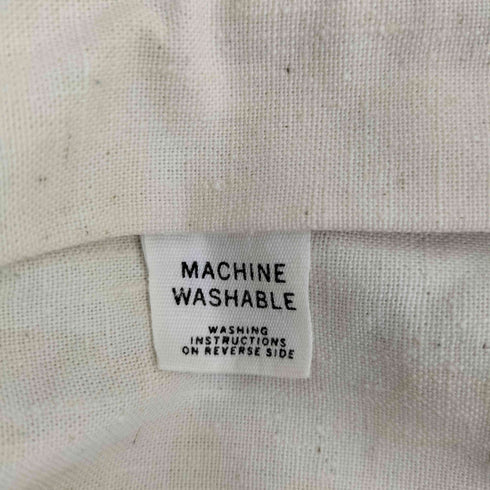 MACHINE
WASHABLE
WASHING
INSTRUCTIONS
ON REVERSE SIDE